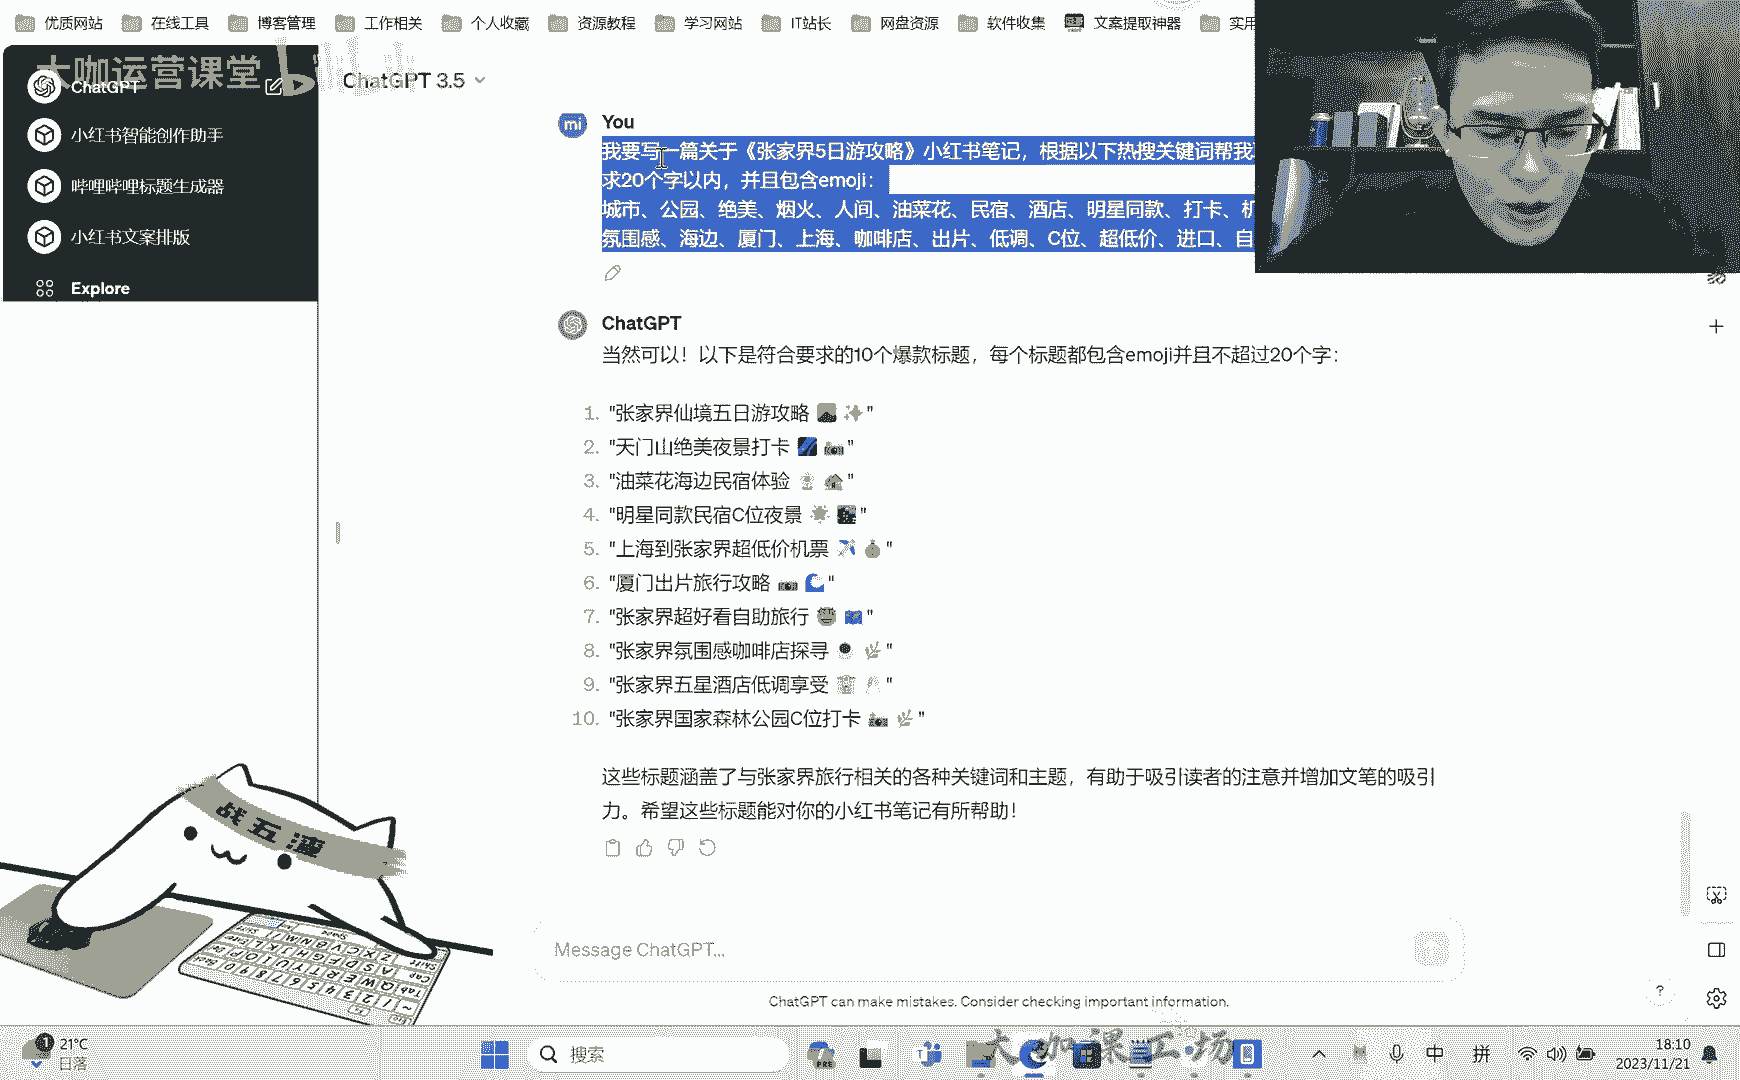 优质网站
在线工具
博客管理
工作相关
个人收藏
资源教程
学习网站
IT站长
网盘资源
软件收集
文案提取神器
实用
大咖运营课堂
ChatGPT
小红书智能创作助手
哔哩哔哩标题生成器
小红书文案排版
Explore
ChatGPT 3.5
mi
You
我要写一篇关于《张家界5日游攻略》小红书笔记，根据以下热搜关键词帮我
求20个字以内，并且包含emoji：
城市、公园、绝美、烟火、人间、油菜花、民宿、酒店、明星同款、打卡、机
氛围感、海边、厦门、上海、咖啡店、出片、低调、C位、超低价、进口、自
ChatGPT
当然可以！以下是符合要求的10个爆款标题，每个标题都包含emoji并且不超过20个字：
1. "张家界仙境五日游攻略 "
2. "天门山绝美夜景打卡 "
3. "油菜花海边民宿体验 "
4. "明星同款民宿C位夜景 "
5. "上海到张家界超低价机票 "
6. "厦门出片旅行攻略 "
7. "张家界超好看自助旅行 "
8. "张家界氛围感咖啡店探寻 "
9. "张家界五星酒店低调享受 "
10. "张家界国家森林公园C位打卡 "
这些标题涵盖了与张家界旅行相关的各种关键词和主题，有助于吸引读者的注意并增加文笔的吸引
力。希望这些标题能对你的小红书笔记有所帮助！
Message ChatGPT...
ChatGPT can make mistakes. Consider checking important information.
?
战五渣
1
21°C
日落
搜索
PRE
大咖课工场
中
拼
18:10
2023/11/21